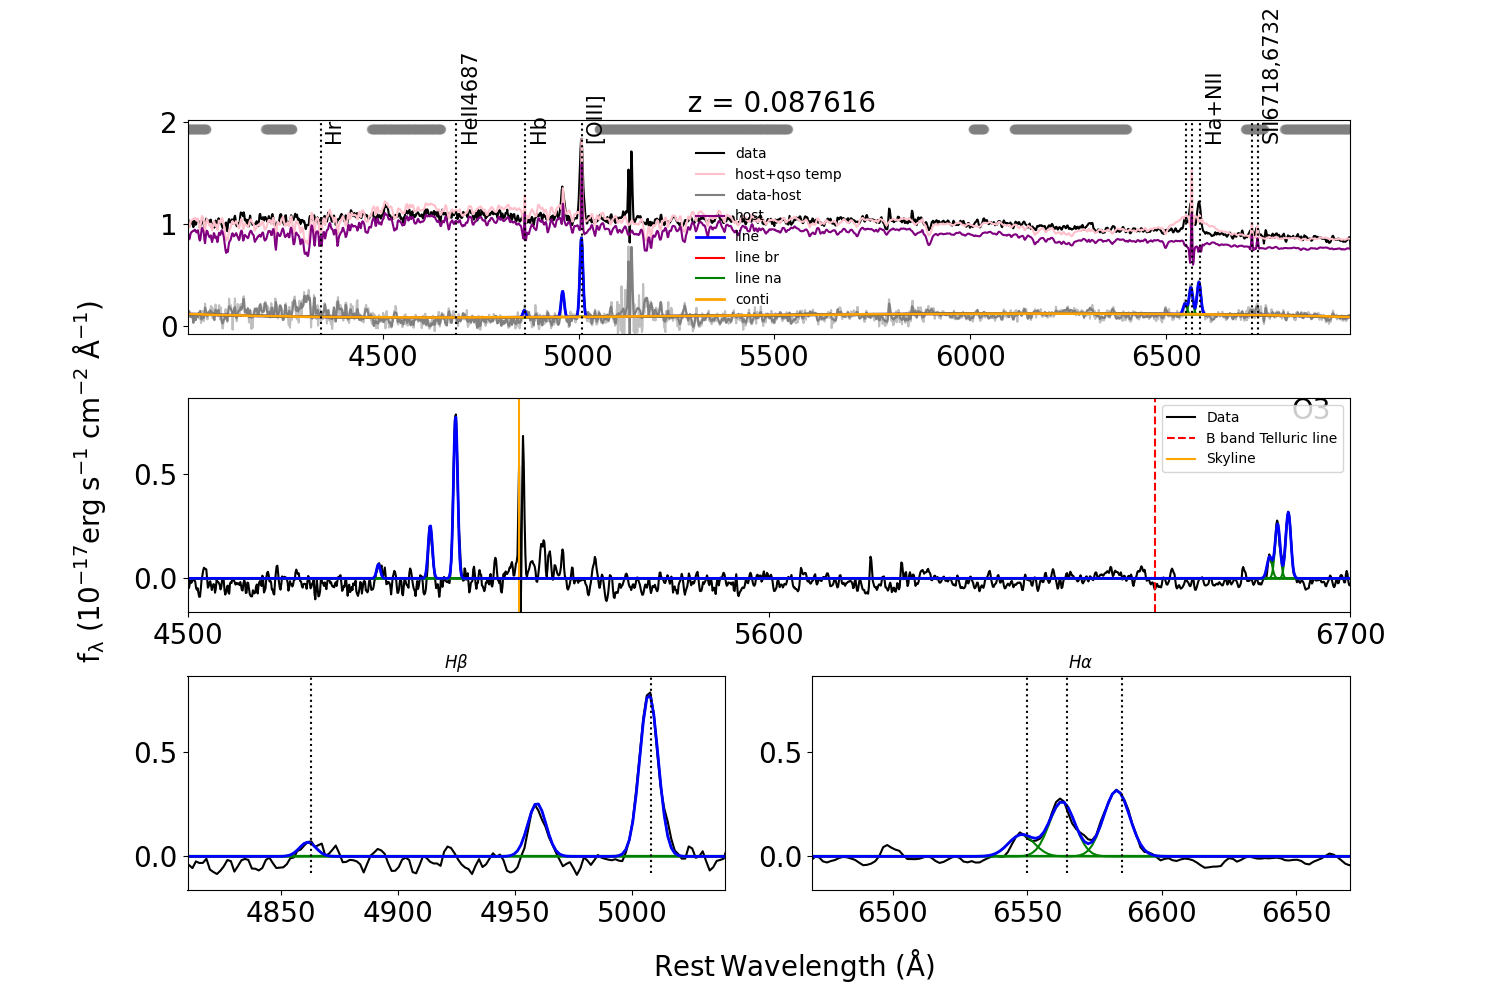 z = 0.087616
Hr
HeII4687
Hb
[OIII]
Ha+NII
SII6718,6732
2
1
0
data
host+qso temp
data-host
host
line
line br
line na
conti
4500 5000 5500 6000 6500
f_λ (10^{-17} erg s^{-1} cm^{-2} Å^{-1})
O3
0.5
0.0
Data
B band Telluric line
Skyline
4500 5600 6700
Hβ
0.5
0.0
4850 4900 4950 5000
Hα
0.5
0.0
6500 6550 6600 6650
Rest Wavelength (Å)